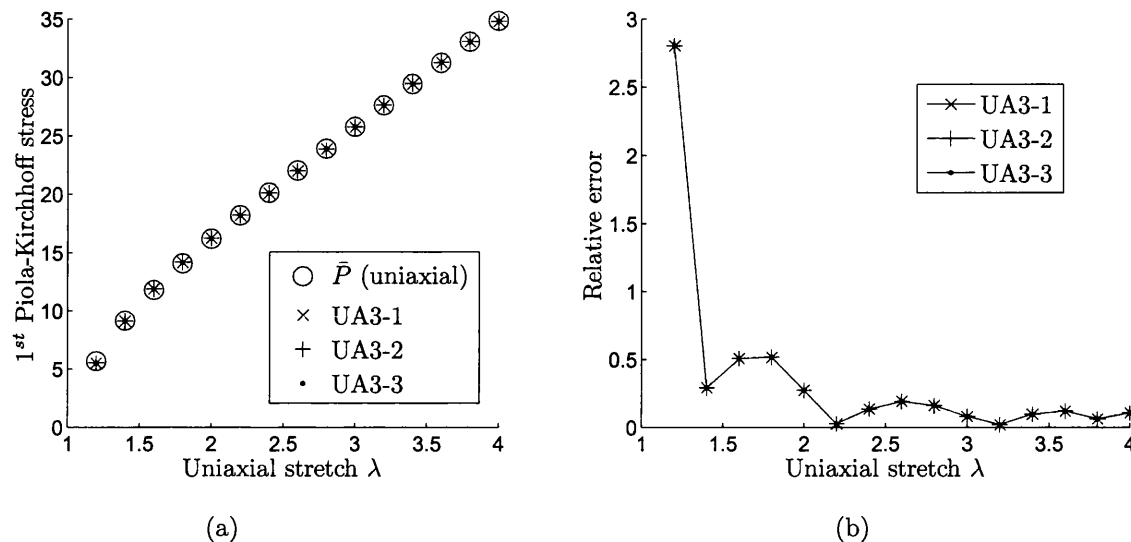 35
30
25
20
15
10
5
0
1
1.5
2
2.5
3
3.5
4
1st Piola-Kirchhoff stress
Uniaxial stretch λ
P̄ (uniaxial)
UA3-1
UA3-2
UA3-3
(a)
3
2.5
2
1.5
1
0.5
0
1
1.5
2
2.5
3
3.5
4
Relative error
Uniaxial stretch λ
UA3-1
UA3-2
UA3-3
(b)